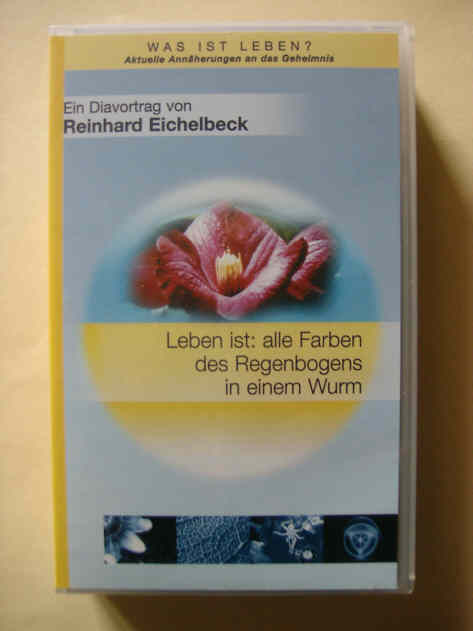 WAS IST LEBEN?
Aktuelle Annäherungen an das Geheimnis
Ein Diavortrag von
Reinhard Eichelbeck
Leben ist: alle Farben
des Regenbogens
in einem Wurm